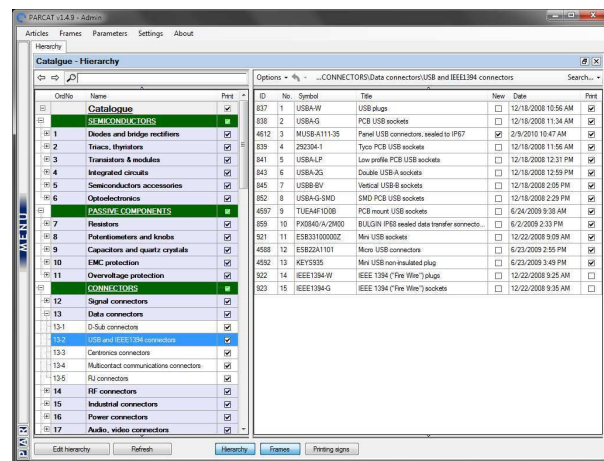 PARCAT v1.4.9 - Admin
Articles Frames Parameters Settings About
Hierarchy
Catalgue - Hierarchy
Options ...CONNECTORS\Data connectors\USB and IEEE1394 connectors Search...
OrdNo Name Print
Catalogue
SEMICONDUCTORS
1 Diodes and bridge rectifiers
2 Triacs, thyristors
3 Transistors & modules
4 Integrated circuits
5 Semiconductors accessories
6 Optoelectronics
PASSIVE COMPONENTS
7 Resistors
8 Potentiometers and knobs
9 Capacitors and quartz crystals
10 EMC protection
11 Overvoltage protection
CONNECTORS
12 Signal connectors
13 Data connectors
13-1 D-Sub connectors
13-2 USB and IEEE1394 connectors
13-3 Centronics connectors
13-4 Multicontact communications connectors
13-5 RJ connectors
14 RF connectors
15 Industrial connectors
16 Power connectors
17 Audio, video connectors
ID No. Symbol Title New Date Print
837 1 USBA-W USB plugs 12/18/2008 10:56 AM
838 2 USBA-G PCB USB sockets 12/18/2008 11:34 AM
4612 3 MUSB-A111-35 Panel USB connectors, sealed to IP67 2/9/2010 10:47 AM
839 4 292304-1 Tyco PCB USB sockets 12/18/2008 11:56 AM
841 5 USBA-LP Low profile PCB USB sockets 12/18/2008 12:31 PM
843 6 USBA-2G Double USB-A sockets 12/18/2008 12:59 PM
845 7 USBB-BV Vertical USB-B sockets 12/18/2008 2:05 PM
852 8 USBA-G-SMD SMD PCB USB sockets 12/18/2008 2:29 PM
4597 9 TUEA4F1D0B PCB mount USB sockets 6/24/2009 9:38 AM
859 10 PX0840/A/2M00 BULGIN IP68 sealed data transfer connecto... 6/2/2009 2:33 PM
921 11 ESB33100000Z Mini USB sockets 12/22/2008 9:09 AM
4588 12 ESB22A1101 Micro USB connectors 6/23/2009 2:55 PM
4592 13 KEYS935 Mini USB non-insulated plug 6/23/2009 3:49 PM
922 14 IEEE1394-W IEEE 1394 ("Fire Wire") plugs 12/22/2008 9:25 AM
923 15 IEEE1394-G IEEE 1394 ("Fire Wire") sockets 12/22/2008 9:35 AM
MENU
Edit hierarchy Refresh Hierarchy Frames Printing signs